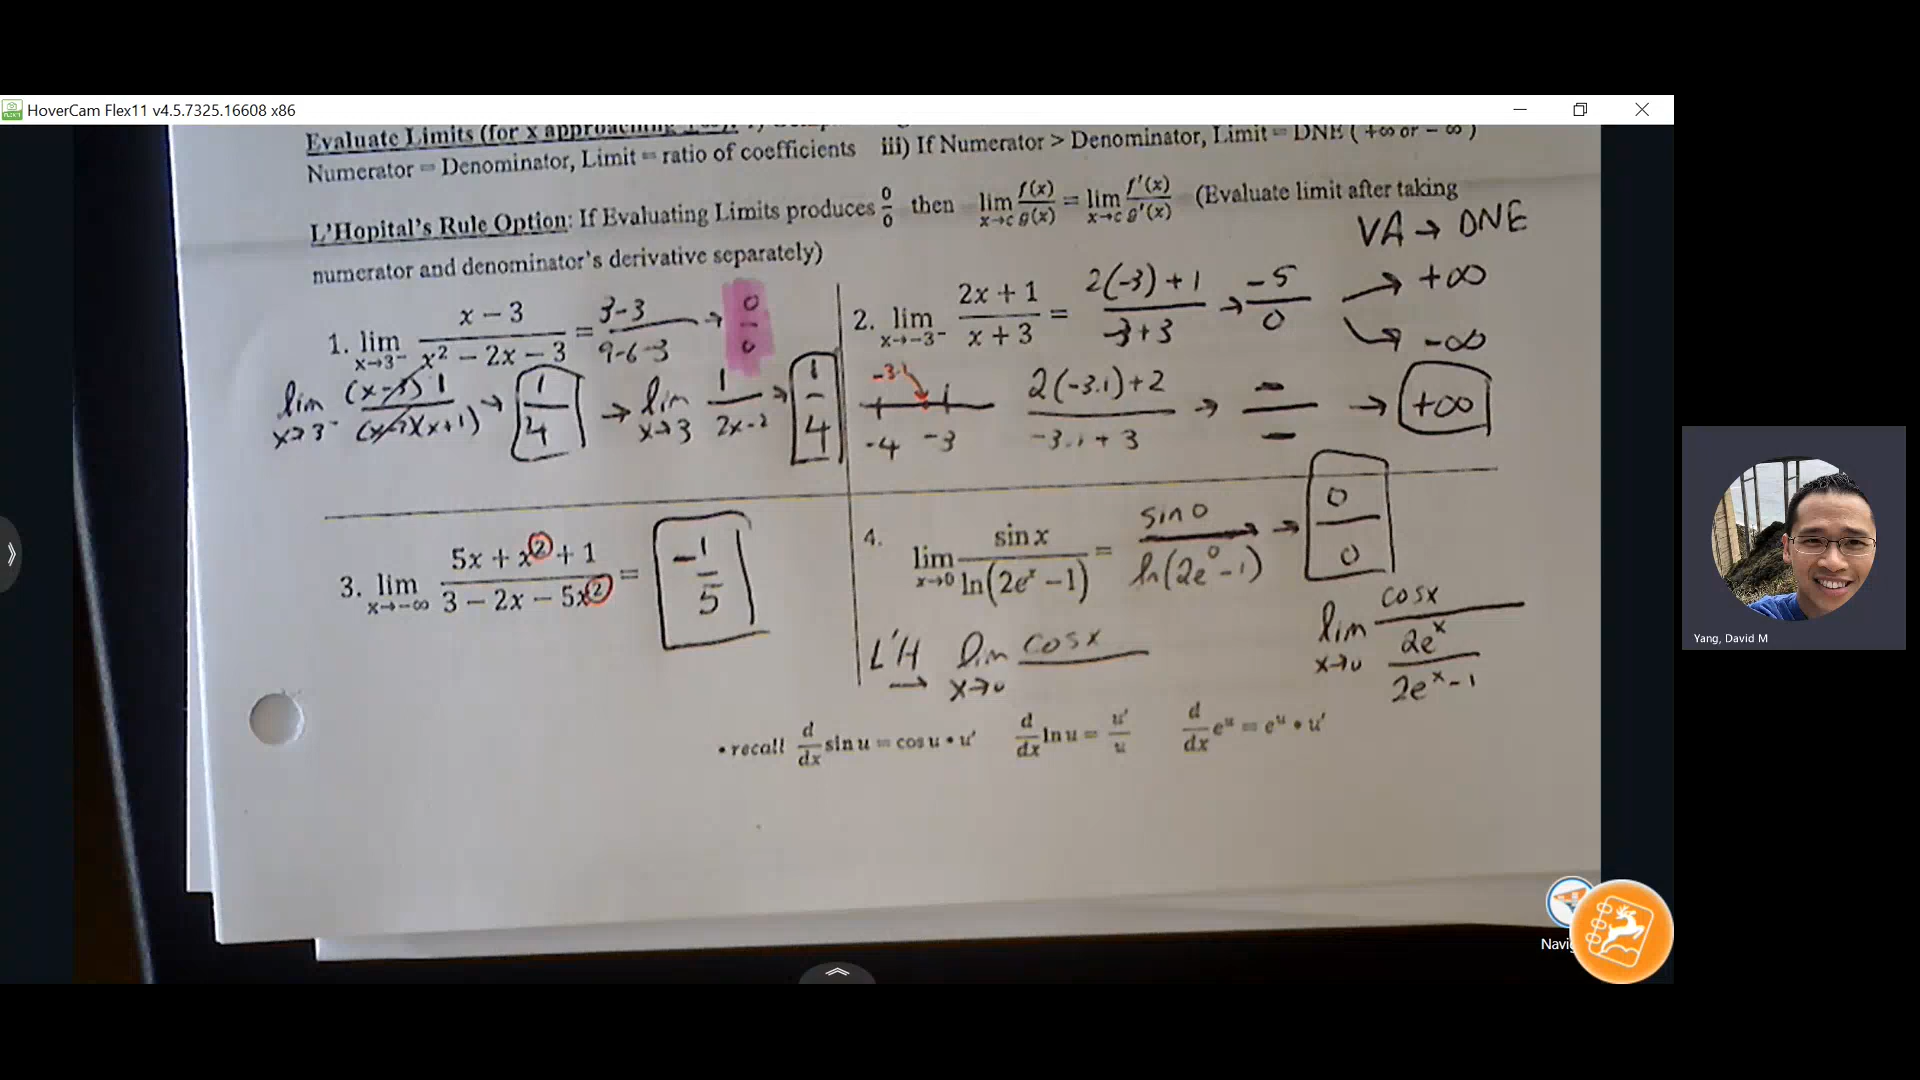 HoverCam Flex11 v4.5.7325.16608 x86
Evaluate Limits (for x approaching
Numerator = Denominator, Limit = ratio of coefficients iii) If Numerator > Denominator, Limit = DNE ( +∞ or − ∞ )
L'Hopital's Rule Option: If Evaluating Limits produces 0/0 then lim x→c f(x)/g(x) = lim x→c f'(x)/g'(x) (Evaluate limit after taking
numerator and denominator's derivative separately)
VA → DNE
1. lim x→3⁻ (x − 3)/(x² − 2x − 3) = (3-3)/(9-6-3) → 0/0
lim x→3⁻ (x-3) 1/(x-3)(x+1) → 1/4 → lim x→3 1/(2x-2) → 1/4
2. lim x→−3⁻ (2x + 1)/(x + 3) = (2(-3)+1)/(-3+3) → -5/0 → +∞
→ -∞
-3.1
-4 -3
(2(-3.1)+2)/(-3.1+3) → −/− → +∞
3. lim x→−∞ (5x + x² + 1)/(3 − 2x − 5x²) = -1/5
4. lim x→0 sin x/ln(2eˣ − 1) = sin 0/ln(2e⁰-1) → 0/0
L'H → lim x→0 cosx
lim x→0 cosx/(2eˣ/(2eˣ-1))
• recall d/dx sin u = cos u • u' d/dx ln u = u'/u d/dx eᵘ = eᵘ • u'
Yang, David M